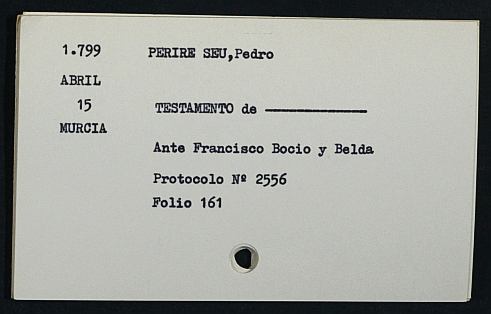 1.799 PERIRE SEU,Pedro
ABRIL
15 TESTAMENTO de ———————
MURCIA
Ante Francisco Bocio y Belda
Protocolo Nº 2556
Folio 161